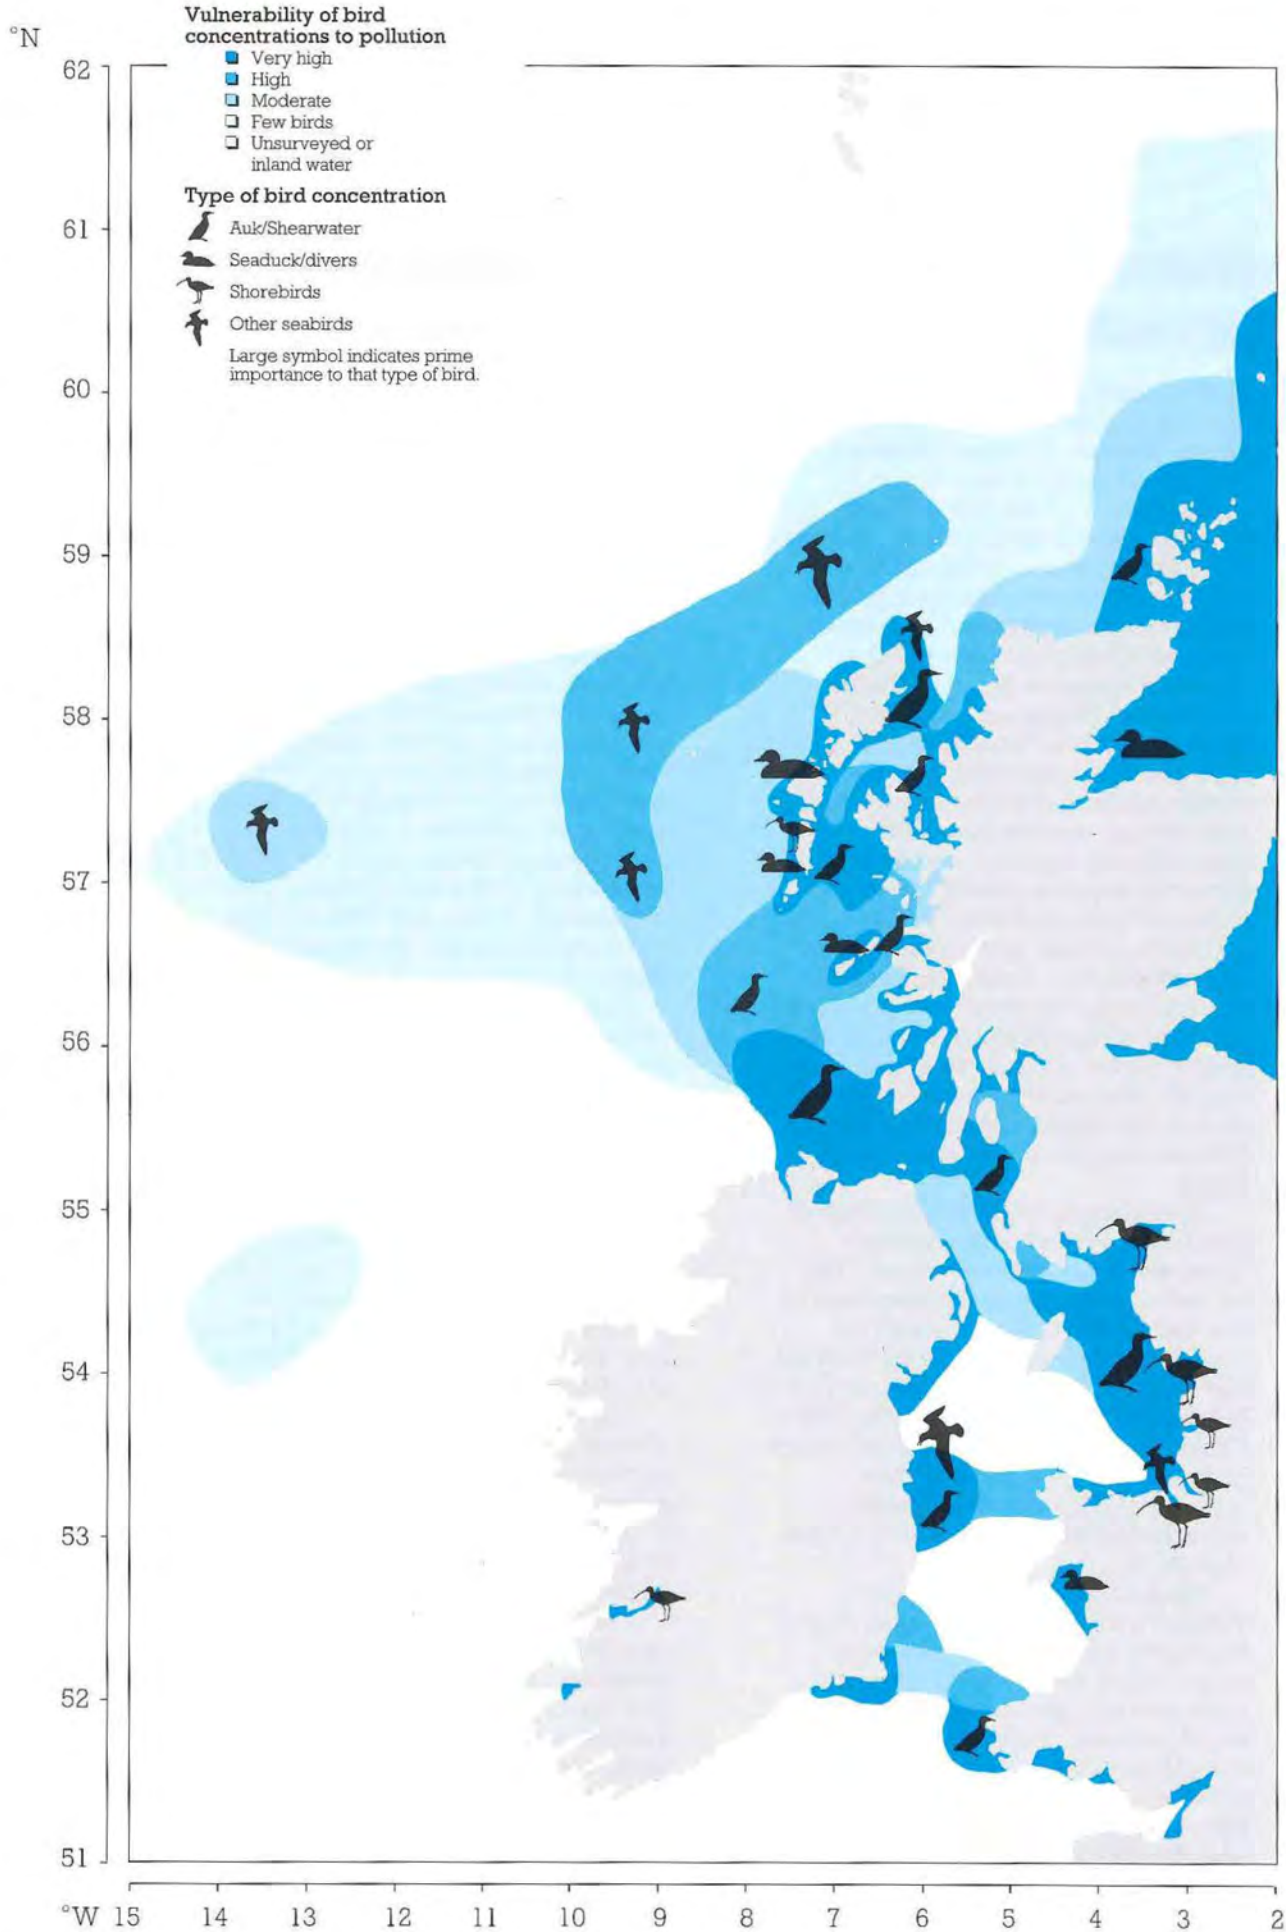 Vulnerability of bird
concentrations to pollution
Very high
High
Moderate
Few birds
Unsurveyed or
inland water
Type of bird concentration
Auk/Shearwater
Seaduck/divers
Shorebirds
Other seabirds
Large symbol indicates prime
importance to that type of bird.
°N
62
61
60
59
58
57
56
55
54
53
52
51
°W 15 14 13 12 11 10 9 8 7 6 5 4 3 2